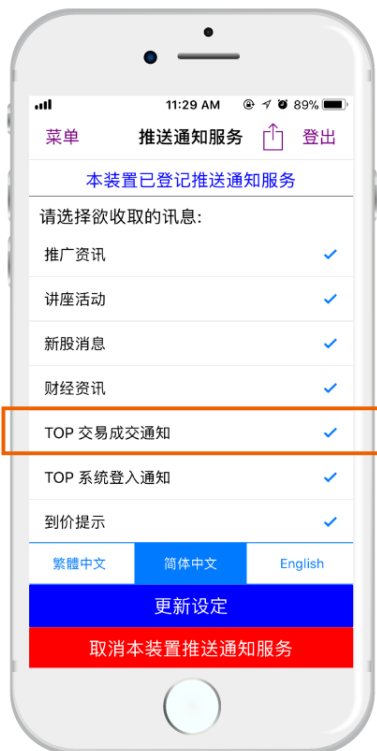 11:29 AM 89%
菜单 推送通知服务 登出
本装置已登记推送通知服务
请选择欲收取的讯息:
推广资讯
讲座活动
新股消息
财经资讯
TOP 交易成交通知
TOP 系统登入通知
到价提示
繁體中文 简体中文 English
更新设定
取消本装置推送通知服务